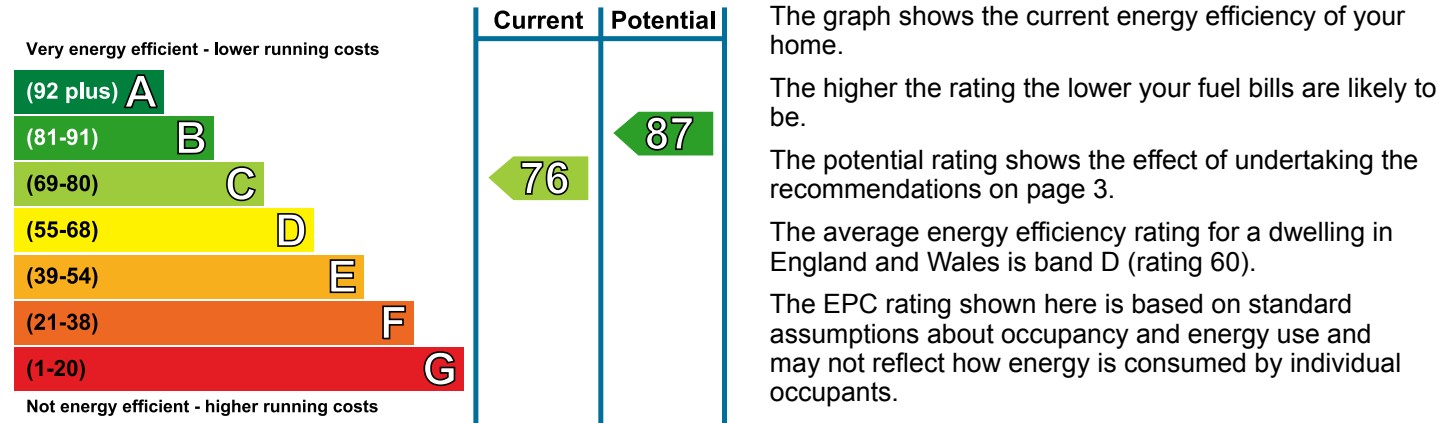 Current Potential
Very energy efficient - lower running costs
(92 plus) A
(81-91) B
87
(69-80) C
76
(55-68) D
(39-54) E
(21-38) F
(1-20) G
Not energy efficient - higher running costs
The graph shows the current energy efficiency of your
home.
The higher the rating the lower your fuel bills are likely to
be.
The potential rating shows the effect of undertaking the
recommendations on page 3.
The average energy efficiency rating for a dwelling in
England and Wales is band D (rating 60).
The EPC rating shown here is based on standard
assumptions about occupancy and energy use and
may not reflect how energy is consumed by individual
occupants.